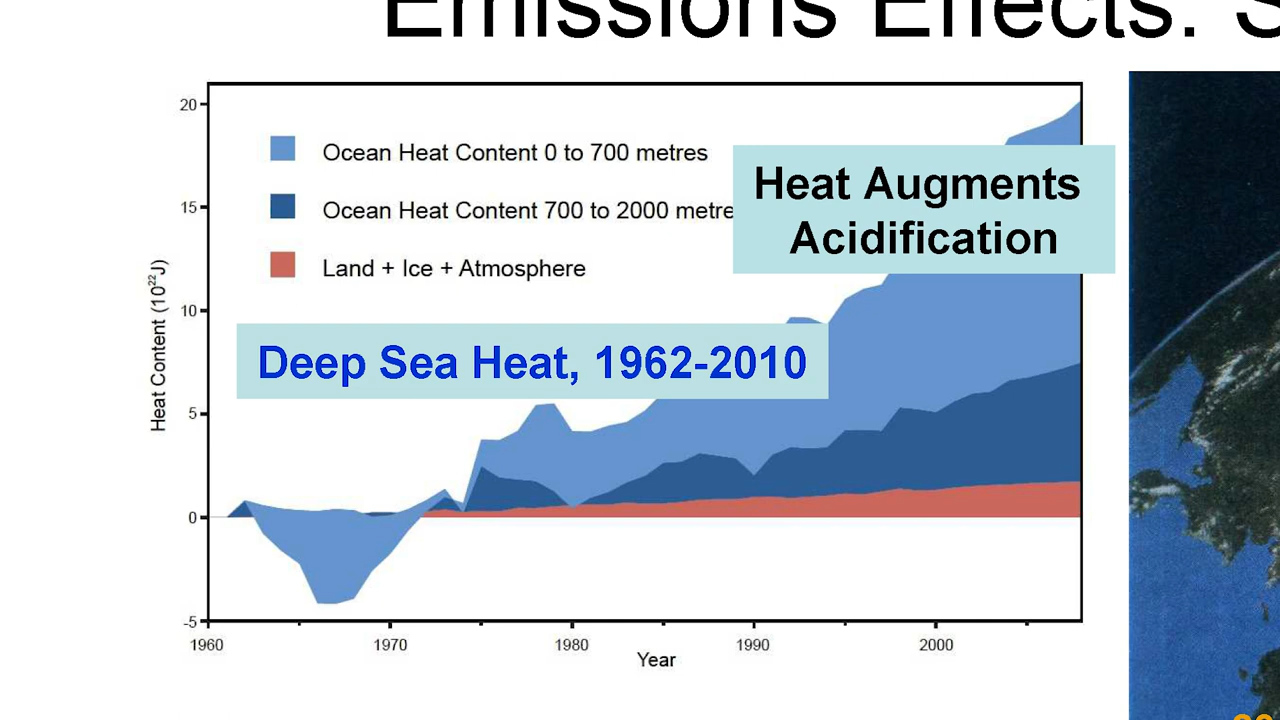 Emissions Effects: S
20
Ocean Heat Content 0 to 700 metres
Heat Augments
Acidification
15
Ocean Heat Content 700 to 2000 metre
Land + Ice + Atmosphere
Heat Content (10²²J)
10
Deep Sea Heat, 1962-2010
5
0
-5
1960 1970 1980 1990 2000
Year